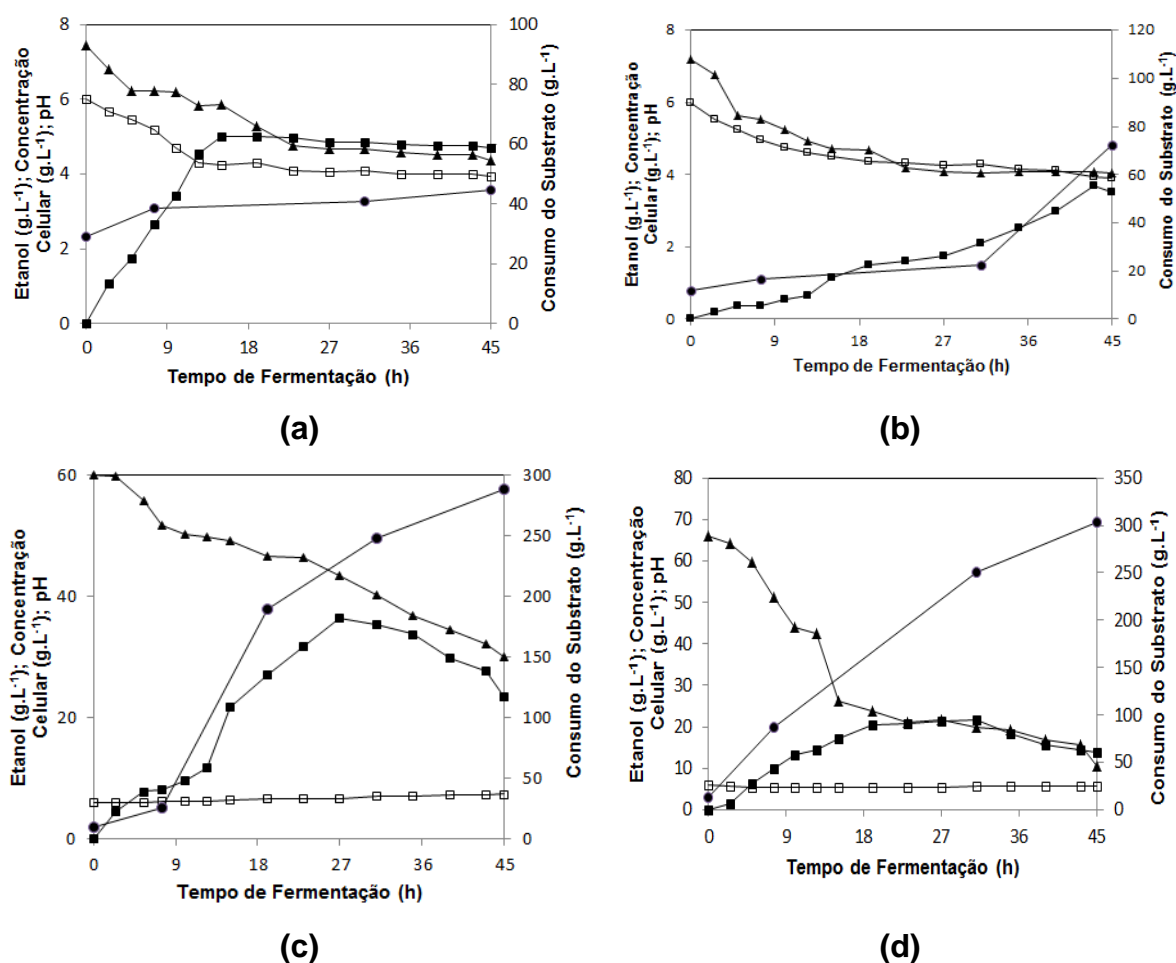 8
6
4
2
0
Etanol (g.L-1); Concentração
Celular (g.L-1); pH
100
80
60
40
20
0
Consumo do Substrato (g.L-1)
0 9 18 27 36 45
Tempo de Fermentação (h)
(a)
8
6
4
2
0
Etanol (g.L-1); Concentração
Celular (g.L-1); pH
120
100
80
60
40
20
0
Consumo do Substrato (g.L-1)
0 9 18 27 36 45
Tempo de Fermentação (h)
(b)
60
40
20
0
Etanol (g.L-1); Concentração
Celular (g.L-1); pH
300
250
200
150
100
50
0
Consumo do Substrato (g.L-1)
0 9 18 27 36 45
Tempo de Fermentação (h)
(c)
80
70
60
50
40
30
20
10
0
Etanol (g.L-1); Concentração
Celular (g.L-1); pH
350
300
250
200
150
100
50
0
Consumo do Substrato (g.L-1)
0 9 18 27 36 45
Tempo de Fermentação (h)
(d)